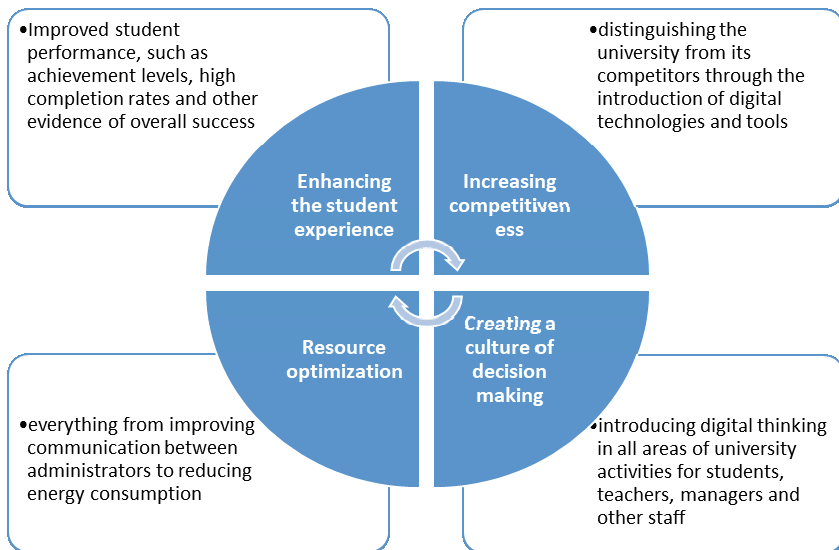 •Improved student
performance, such as
achievement levels, high
completion rates and other
evidence of overall success
•distinguishing the
university from its
competitors through the
introduction of digital
technologies and tools
Enhancing
the student
experience
Increasing
competitiven
ess
Resource
optimization
Creating a
culture of
decision
making
•everything from improving
communication between
administrators to reducing
energy consumption
•introducing digital thinking
in all areas of university
activities for students,
teachers, managers and
other staff